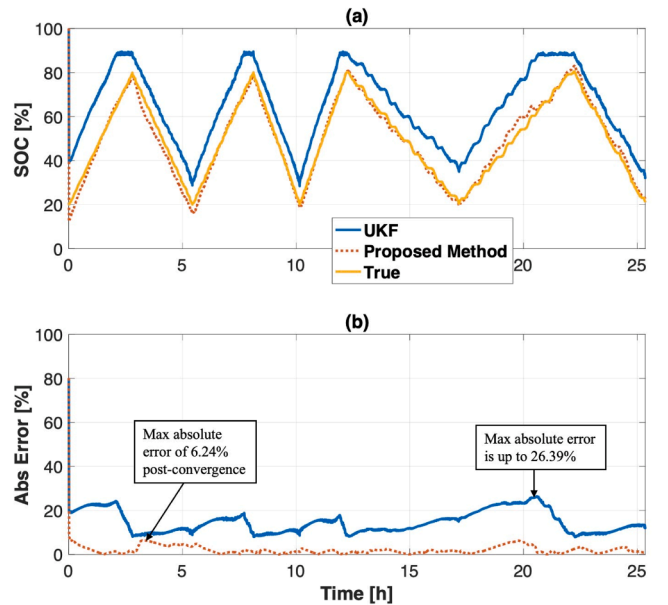 (a)
100
80
60
40
20
0
SOC [%]
0
5
10
15
20
25
UKF
Proposed Method
True
(b)
100
80
60
40
20
0
Abs Error [%]
Max absolute
error of 6.24%
post-convergence
Max absolute error
is up to 26.39%
0
5
10
15
20
25
Time [h]